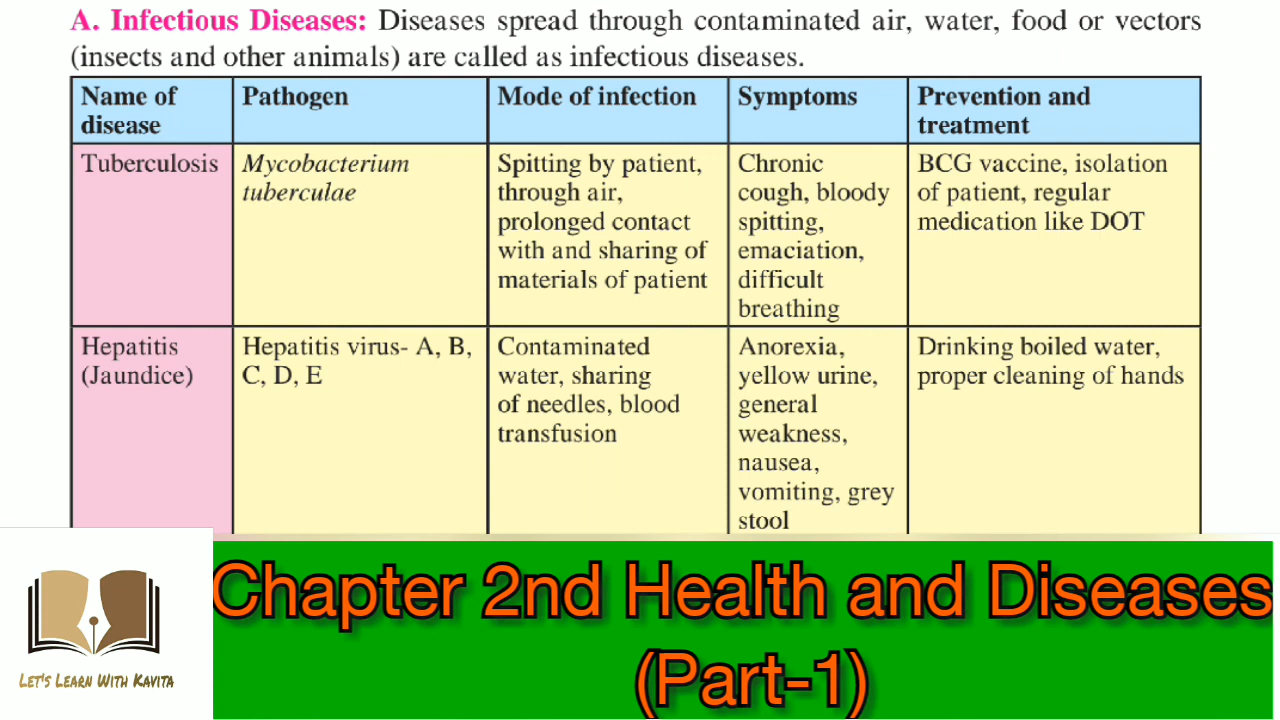 A. Infectious Diseases: Diseases spread through contaminated air, water, food or vectors
(insects and other animals) are called as infectious diseases.
Name of
disease
Pathogen
Mode of infection
Symptoms
Prevention and
treatment
Tuberculosis
Mycobacterium
tuberculae
Spitting by patient,
through air,
prolonged contact
with and sharing of
materials of patient
Chronic
cough, bloody
spitting,
emaciation,
difficult
breathing
BCG vaccine, isolation
of patient, regular
medication like DOT
Hepatitis
(Jaundice)
Hepatitis virus- A, B,
C, D, E
Contaminated
water, sharing
of needles, blood
transfusion
Anorexia,
yellow urine,
general
weakness,
nausea,
vomiting, grey
stool
Drinking boiled water,
proper cleaning of hands
LET'S LEARN WITH KAVITA
Chapter 2nd Health and Diseases
(Part-1)